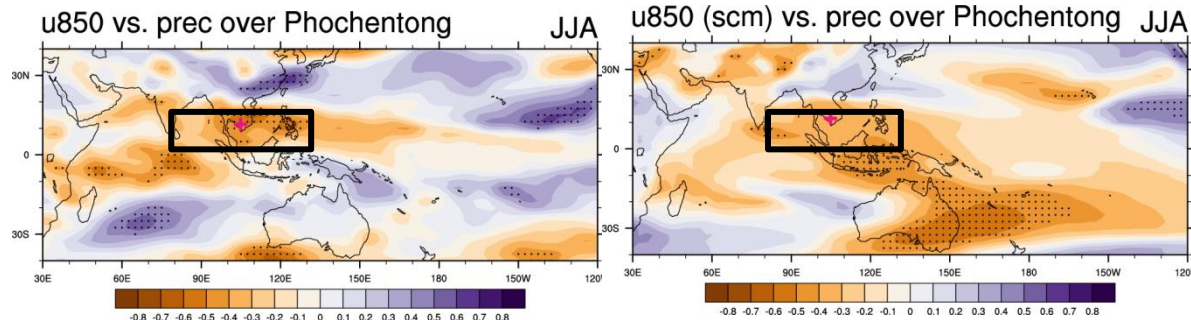 u850 vs. prec over Phochentong JJA
30N
0
30S
30E 60E 90E 120E 150E 180 150W 120W
-0.8 -0.7 -0.6 -0.5 -0.4 -0.3 -0.2 -0.1 0 0.1 0.2 0.3 0.4 0.5 0.6 0.7 0.8
u850 (scm) vs. prec over Phochentong JJA
30N
0
30S
30E 60E 90E 120E 150E 180 150W 120
-0.8 -0.7 -0.6 -0.5 -0.4 -0.3 -0.2 -0.1 0 0.1 0.2 0.3 0.4 0.5 0.6 0.7 0.8